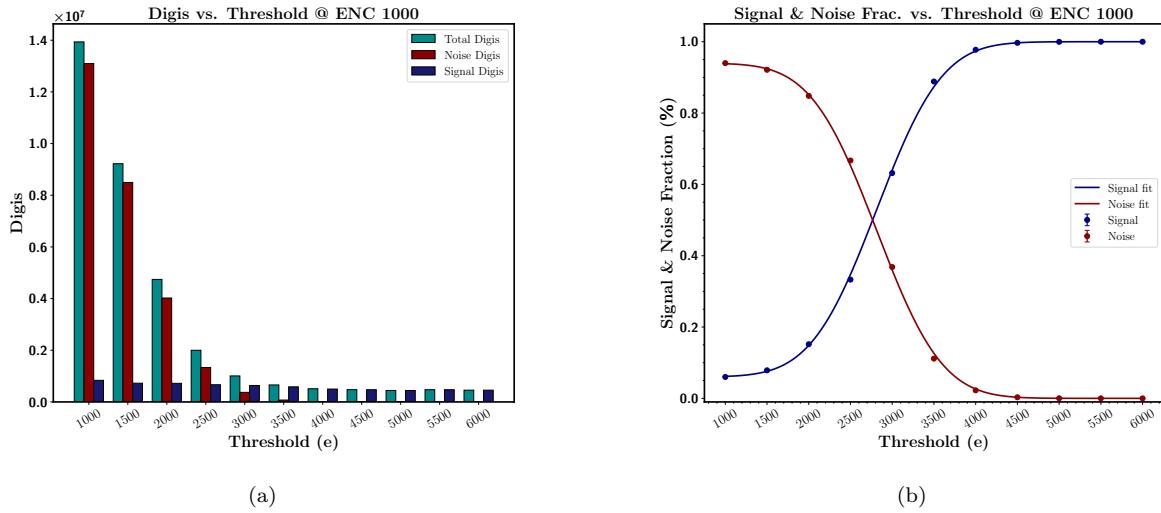 Digis vs. Threshold @ ENC 1000
×10⁷
1.4
1.2
1.0
0.8
0.6
0.4
0.2
0.0
Digis
Total Digis
Noise Digis
Signal Digis
1000 1500 2000 2500 3000 3500 4000 4500 5000 5500 6000
Threshold (e)
(a)
Signal & Noise Frac. vs. Threshold @ ENC 1000
1.0
0.8
0.6
0.4
0.2
0.0
Signal & Noise Fraction (%)
Signal fit
Noise fit
Signal
Noise
1000 1500 2000 2500 3000 3500 4000 4500 5000 5500 6000
Threshold (e)
(b)